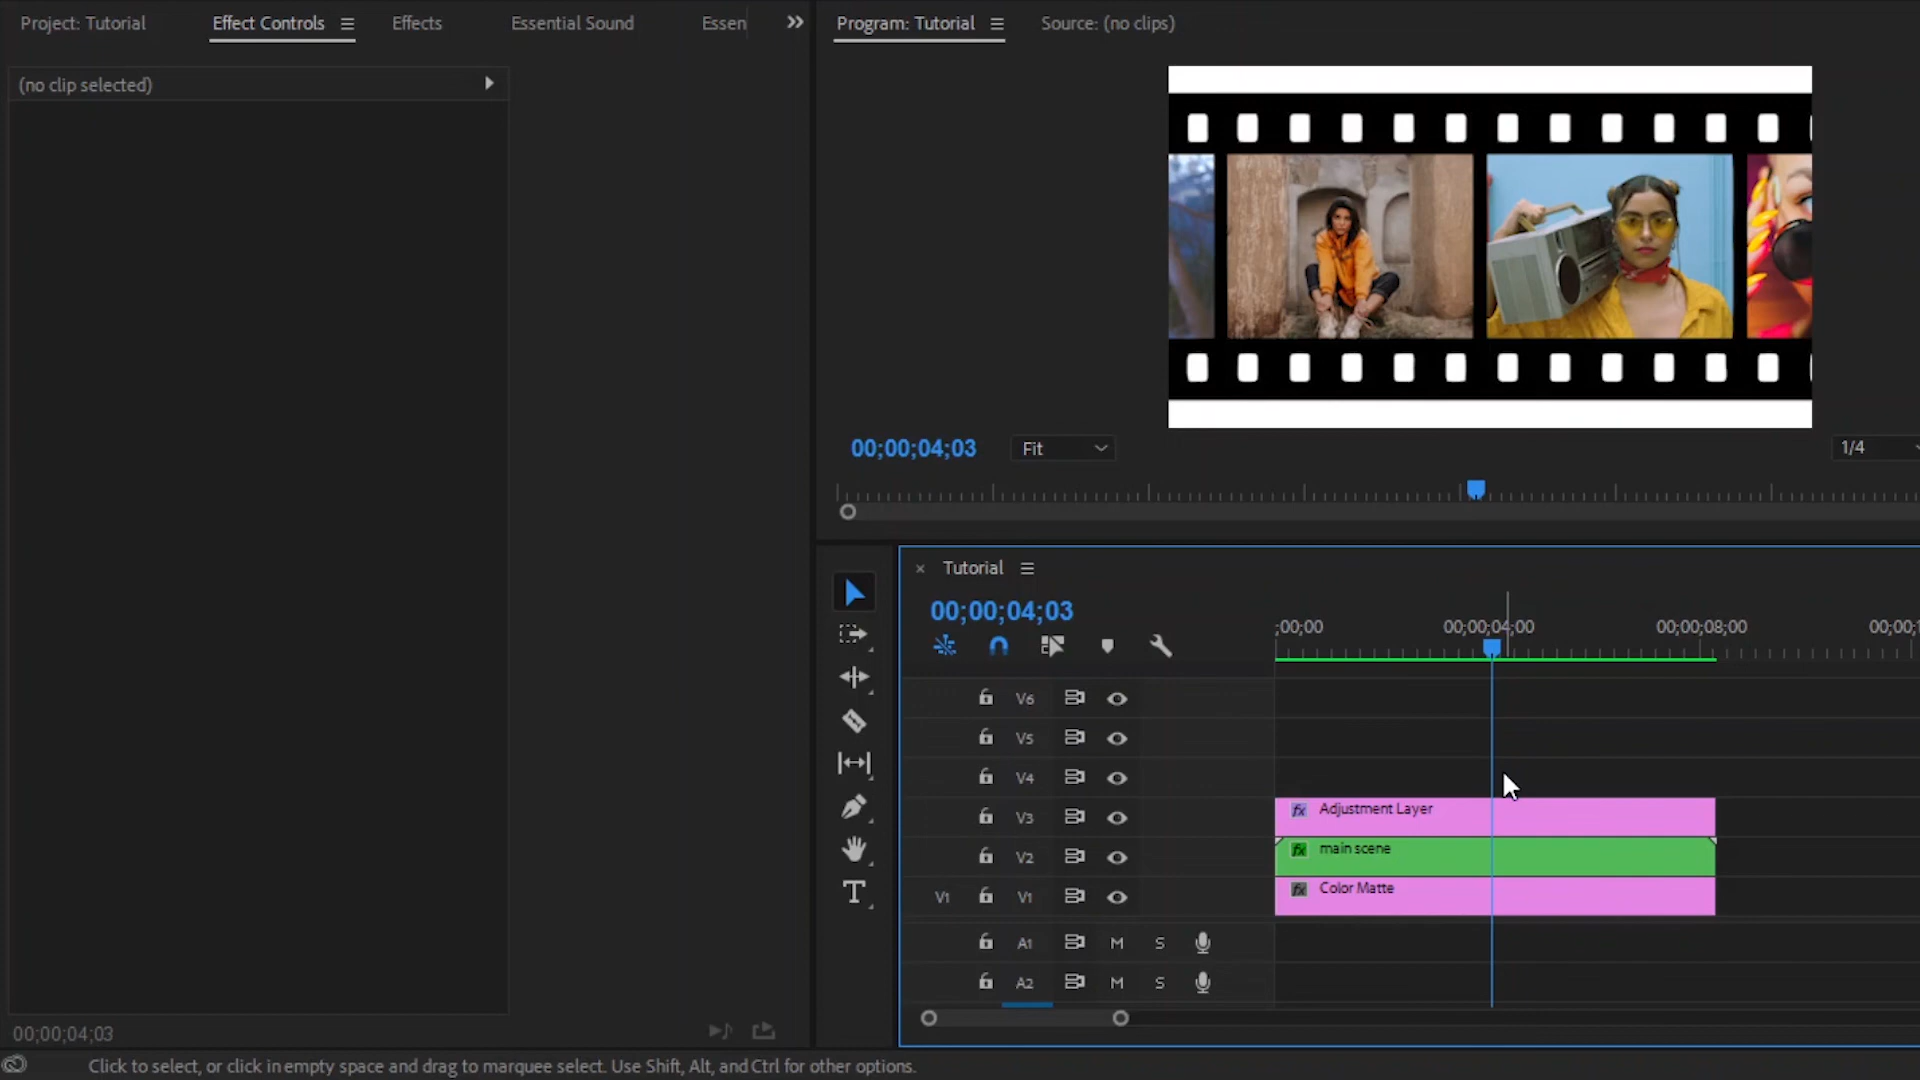 Project: Tutorial
Effect Controls
Effects
Essential Sound
Essen
(no clip selected)
Program: Tutorial
Source: (no clips)
00;00;04;03
Fit
1/4
Tutorial
00;00;04;03
;00;00
00;00;04;00
00;00;08;00
00;00;1
V6
V5
V4
V3
Adjustment Layer
V2
main scene
V1
V1
Color Matte
A1
M
S
A2
M
S
00;00;04;03
Click to select, or click in empty space and drag to marquee select. Use Shift, Alt, and Ctrl for other options.
fx
fx
fx